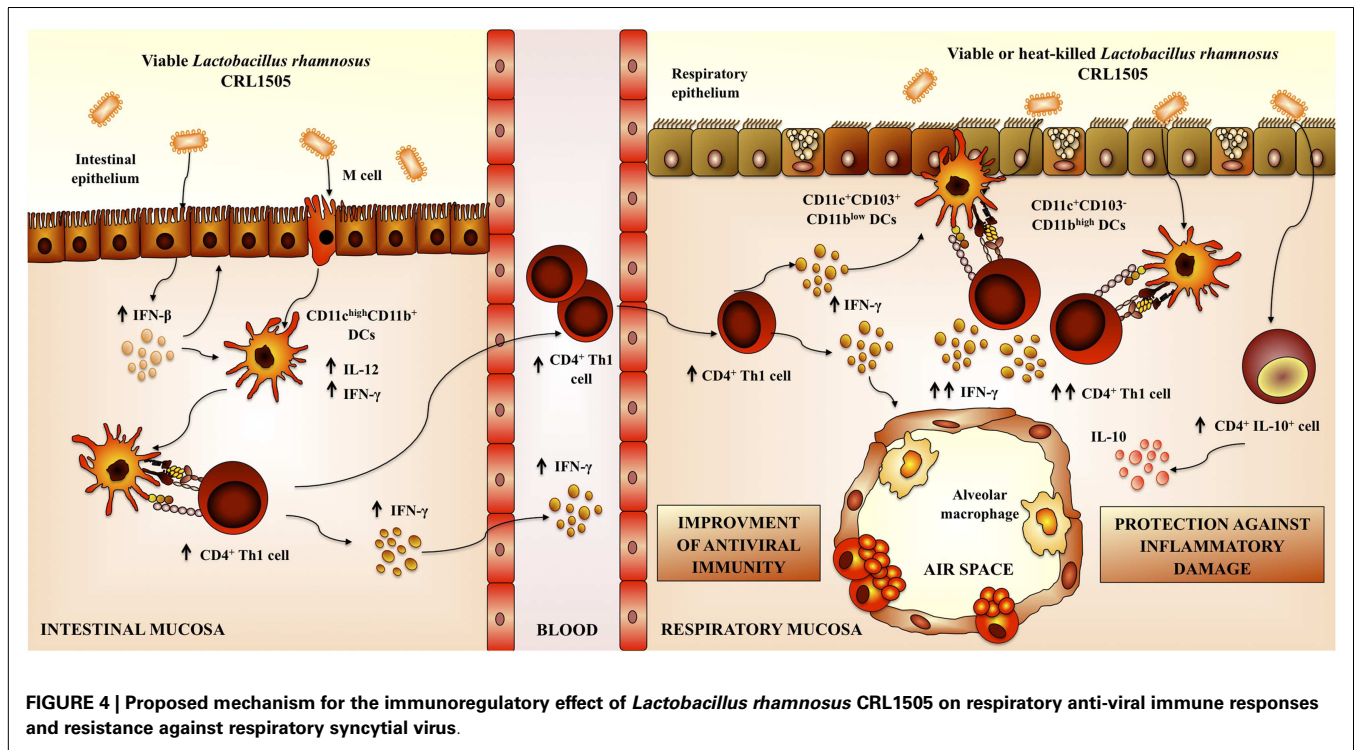 Viable Lactobacillus rhamnosus
CRL1505
Intestinal
epithelium
M cell
↑ IFN-β
CD11c^high CD11b⁺
DCs
↑ IL-12
↑ IFN-γ
↑ CD4⁺ Th1 cell
↑ IFN-γ
INTESTINAL MUCOSA
↑ CD4⁺ Th1
cell
↑ IFN-γ
BLOOD
Viable or heat-killed Lactobacillus rhamnosus
CRL1505
Respiratory
epithelium
CD11c⁺CD103⁺
CD11b^low DCs
CD11c⁺CD103⁻
CD11b^high DCs
↑ IFN-γ
↑ CD4⁺ Th1 cell
↑↑ IFN-γ
↑↑ CD4⁺ Th1 cell
↑ CD4⁺ IL-10⁺ cell
IL-10
Alveolar
macrophage
AIR SPACE
IMPROVMENT
OF ANTIVIRAL
IMMUNITY
PROTECTION AGAINST
INFLAMMATORY
DAMAGE
RESPIRATORY MUCOSA
FIGURE 4 | Proposed mechanism for the immunoregulatory effect of Lactobacillus rhamnosus CRL1505 on respiratory anti-viral immune responses
and resistance against respiratory syncytial virus.